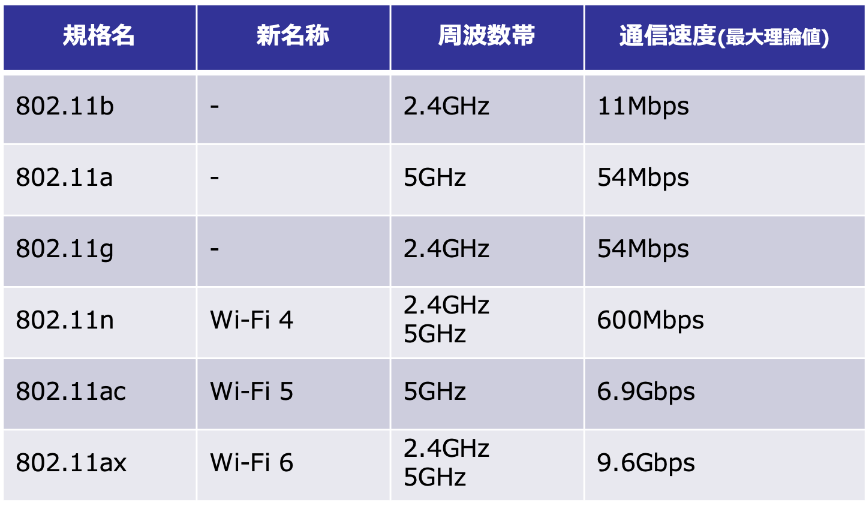 規格名 新名称 周波数帯 通信速度(最大理論値)
802.11b - 2.4GHz 11Mbps
802.11a - 5GHz 54Mbps
802.11g - 2.4GHz 54Mbps
802.11n Wi-Fi 4 2.4GHz
5GHz 600Mbps
802.11ac Wi-Fi 5 5GHz 6.9Gbps
802.11ax Wi-Fi 6 2.4GHz
5GHz 9.6Gbps